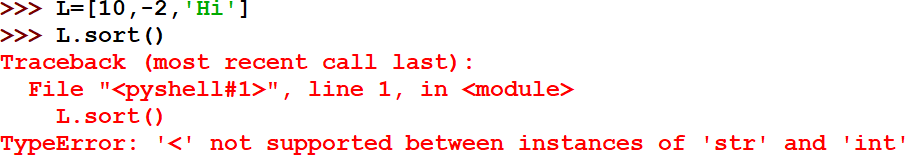 >>> L=[10,-2,'Hi']
>>> L.sort()
Traceback (most recent call last):
  File "<pyshell#1>", line 1, in <module>
    L.sort()
TypeError: '<' not supported between instances of 'str' and 'int'